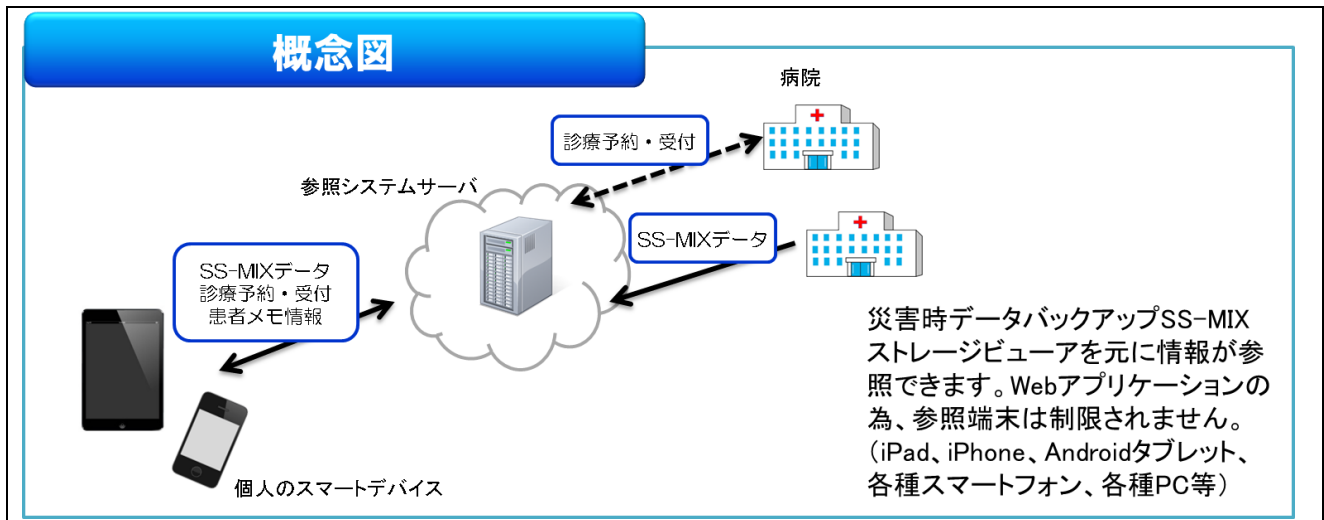 概念図
病院
診療予約・受付
参照システムサーバ
SS-MIXデータ
SS-MIXデータ
診療予約・受付
患者メモ情報
災害時データバックアップSS-MIX
ストレージビューアを元に情報が参
照できます。Webアプリケーションの
為、参照端末は制限されません。
（iPad、iPhone、Androidタブレット、
各種スマートフォン、各種PC等）
個人のスマートデバイス